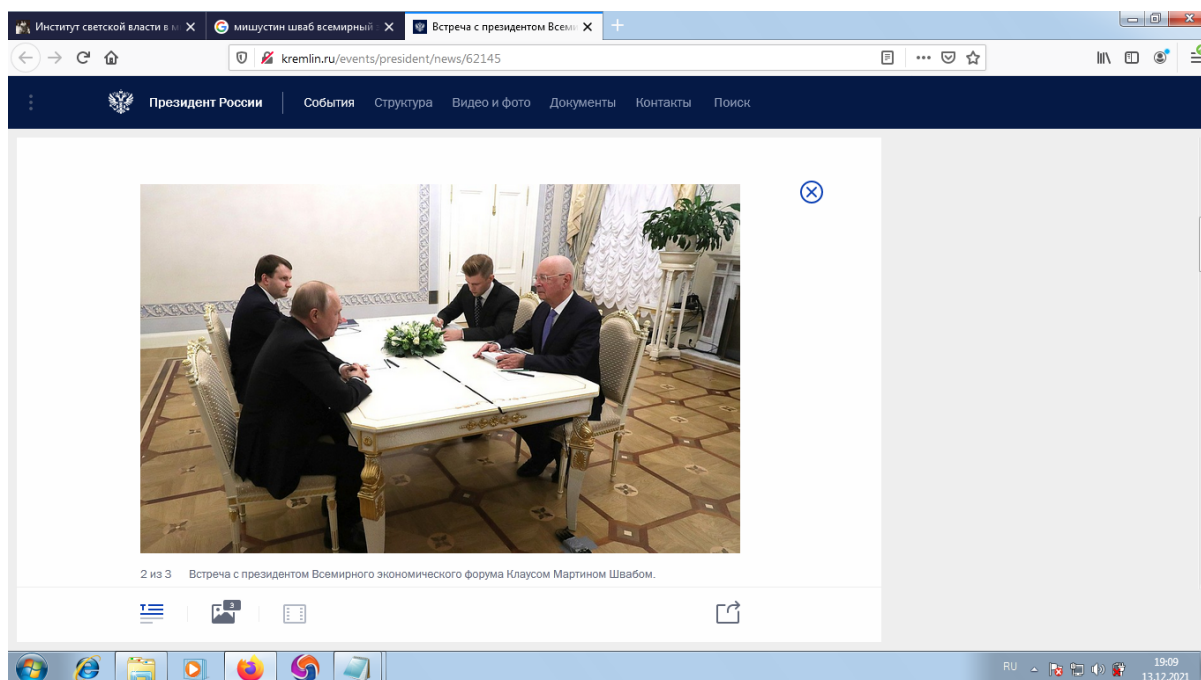 Институт светской власти в м
мишустин шваб всемирный
Встреча с президентом Всеми
kremlin.ru/events/president/news/62145
Президент России
События Структура Видео и фото Документы Контакты Поиск
2 из 3 Встреча с президентом Всемирного экономического форума Клаусом Мартином Швабом.
3
RU
19:09
13.12.2021